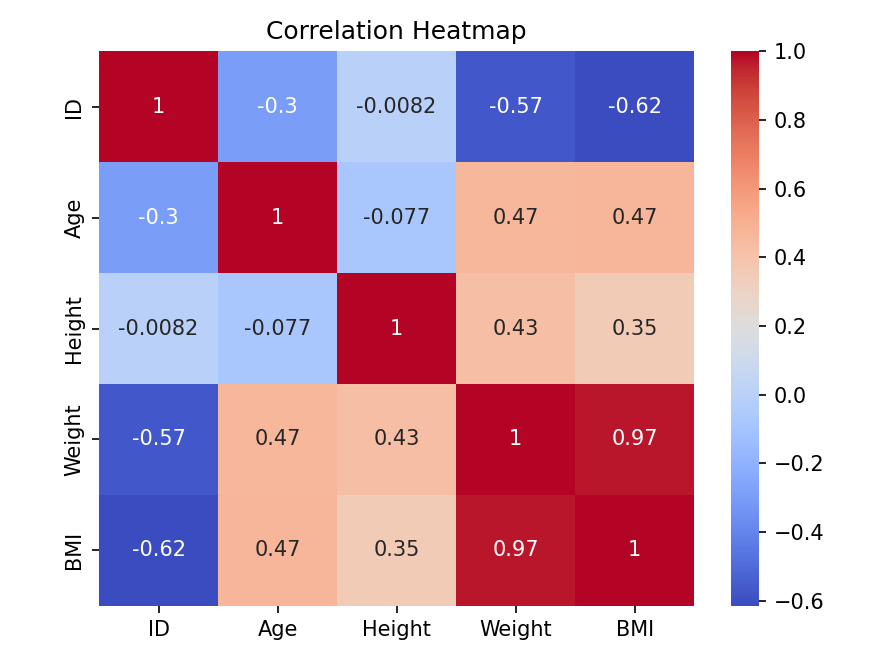 Correlation Heatmap
ID 1 -0.3 -0.0082 -0.57 -0.62
Age -0.3 1 -0.077 0.47 0.47
Height -0.0082 -0.077 1 0.43 0.35
Weight -0.57 0.47 0.43 1 0.97
BMI -0.62 0.47 0.35 0.97 1
ID Age Height Weight BMI
1.0
0.8
0.6
0.4
0.2
0.0
−0.2
−0.4
−0.6